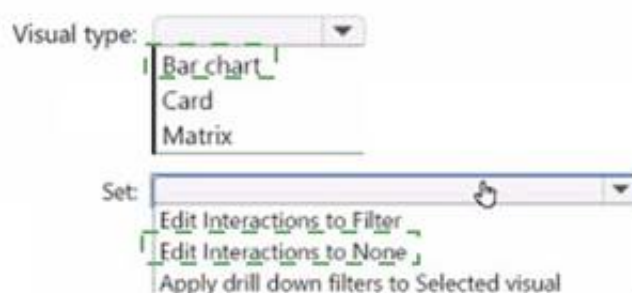 Visual type:
Bar chart
Card
Matrix
Set:
Edit Interactions to Filter
Edit Interactions to None
Apply drill down filters to Selected visual